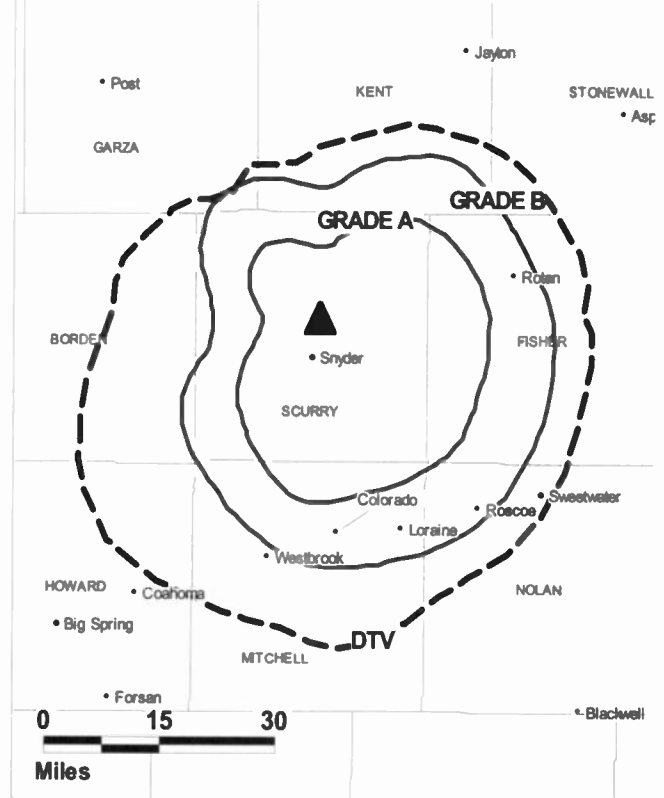 Jayton
Post
KENT
STONEWALL
Asp
GARZA
GRADE B
GRADE A
Rotan
BORDEN
FISHER
Snyder
SCURRY
Colorado
Sweetwater
Roscoe
Loraine
Westbrook
HOWARD
Coahoma
NOLAN
Big Spring
DTV
MITCHELL
Forsan
Blackwell
0 15 30
Miles